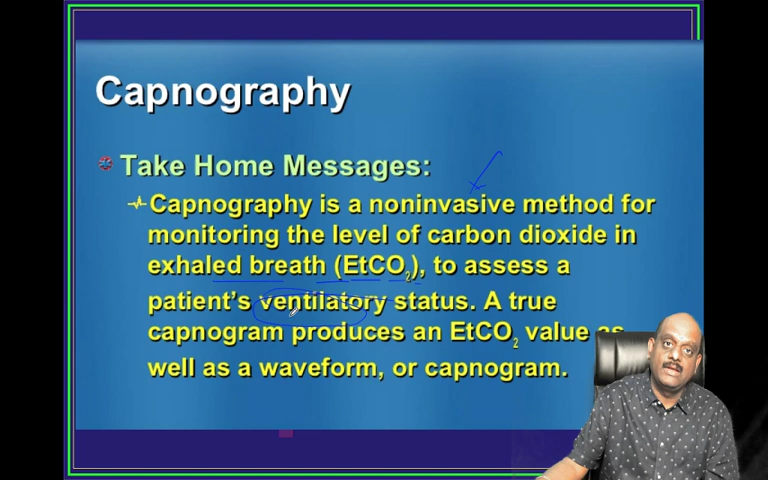 Capnography
Take Home Messages:
Capnography is a noninvasive method for
monitoring the level of carbon dioxide in
exhaled breath (EtCO₂), to assess a
patient's ventilatory status. A true
capnogram produces an EtCO₂ value as
well as a waveform, or capnogram.